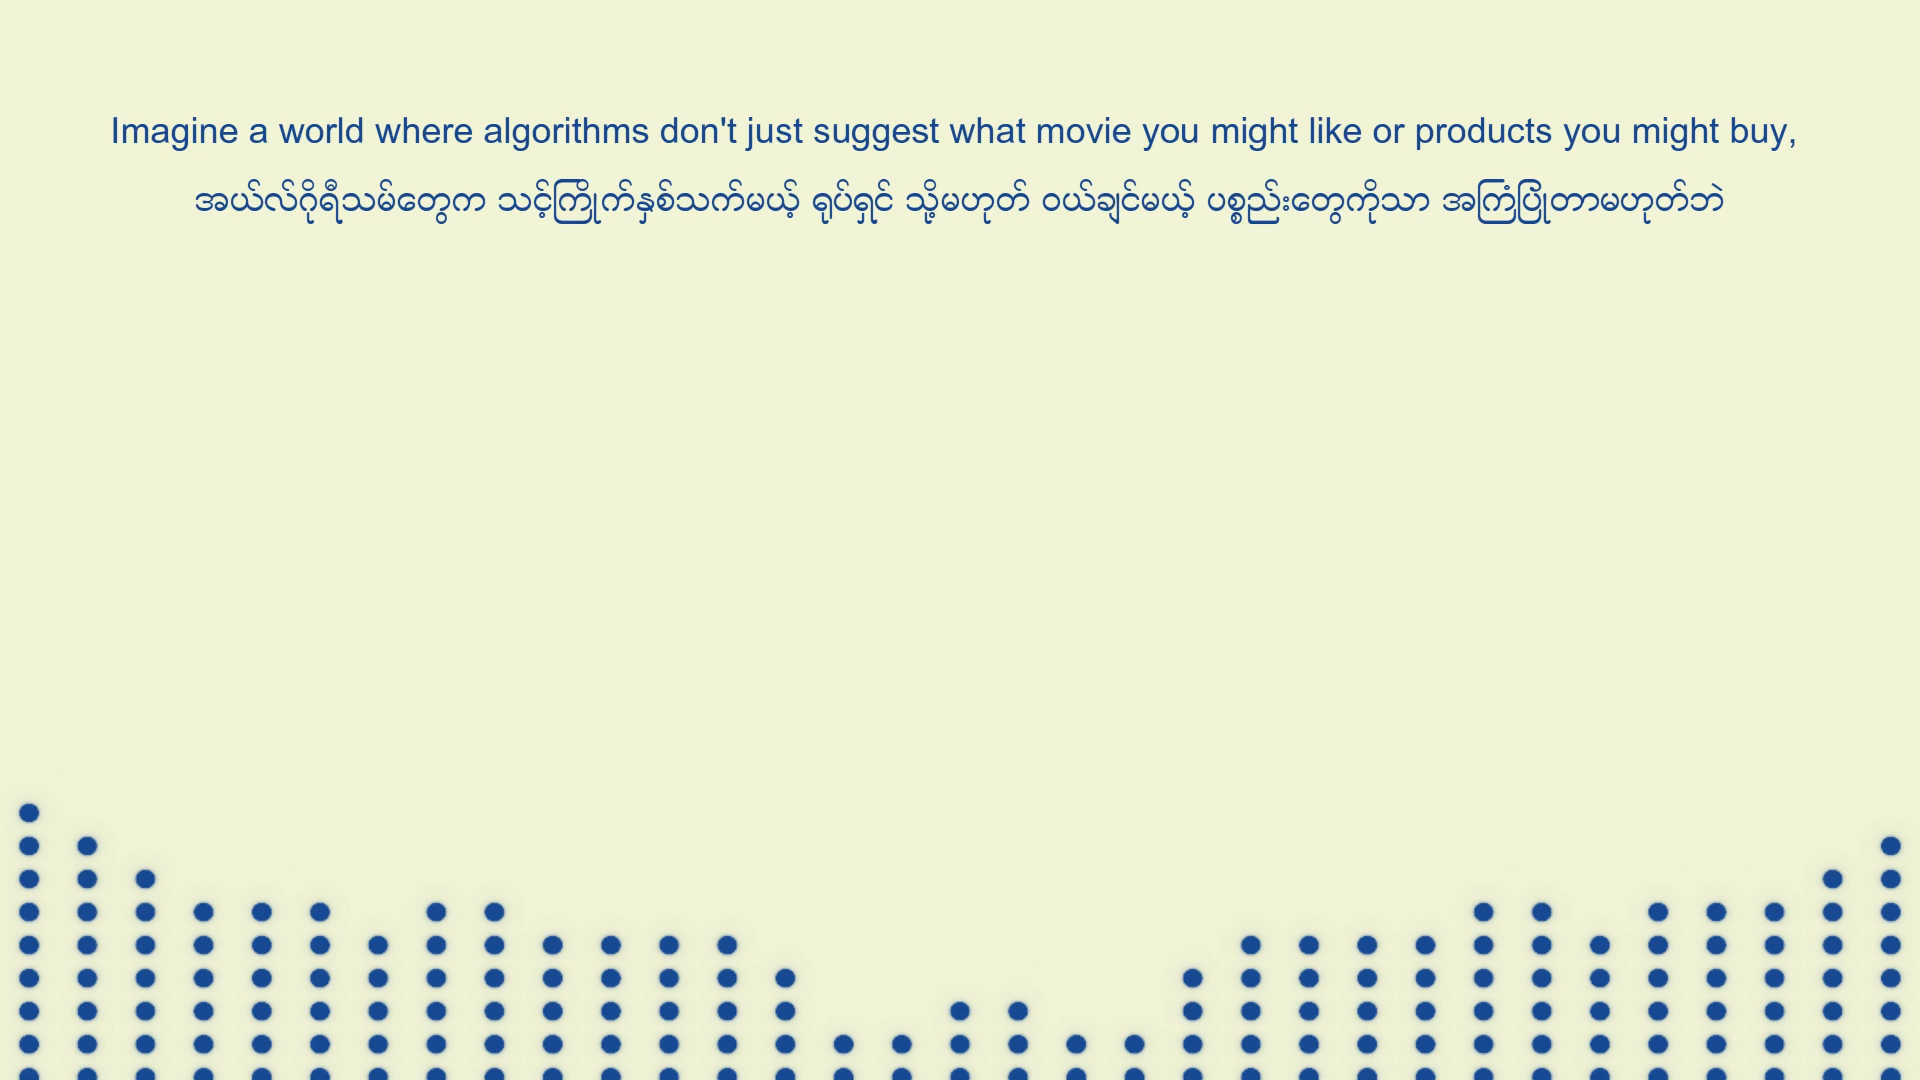 Imagine a world where algorithms don't just suggest what movie you might like or products you might buy,
အယ်လ်ဂိုရီသမ်တွေက သင့်ကြိုက်နှစ်သက်မယ့် ရုပ်ရှင် သို့မဟုတ် ဝယ်ချင်မယ့် ပစ္စည်းတွေကိုသာ အကြံပြုံတာမဟုတ်ဘဲ